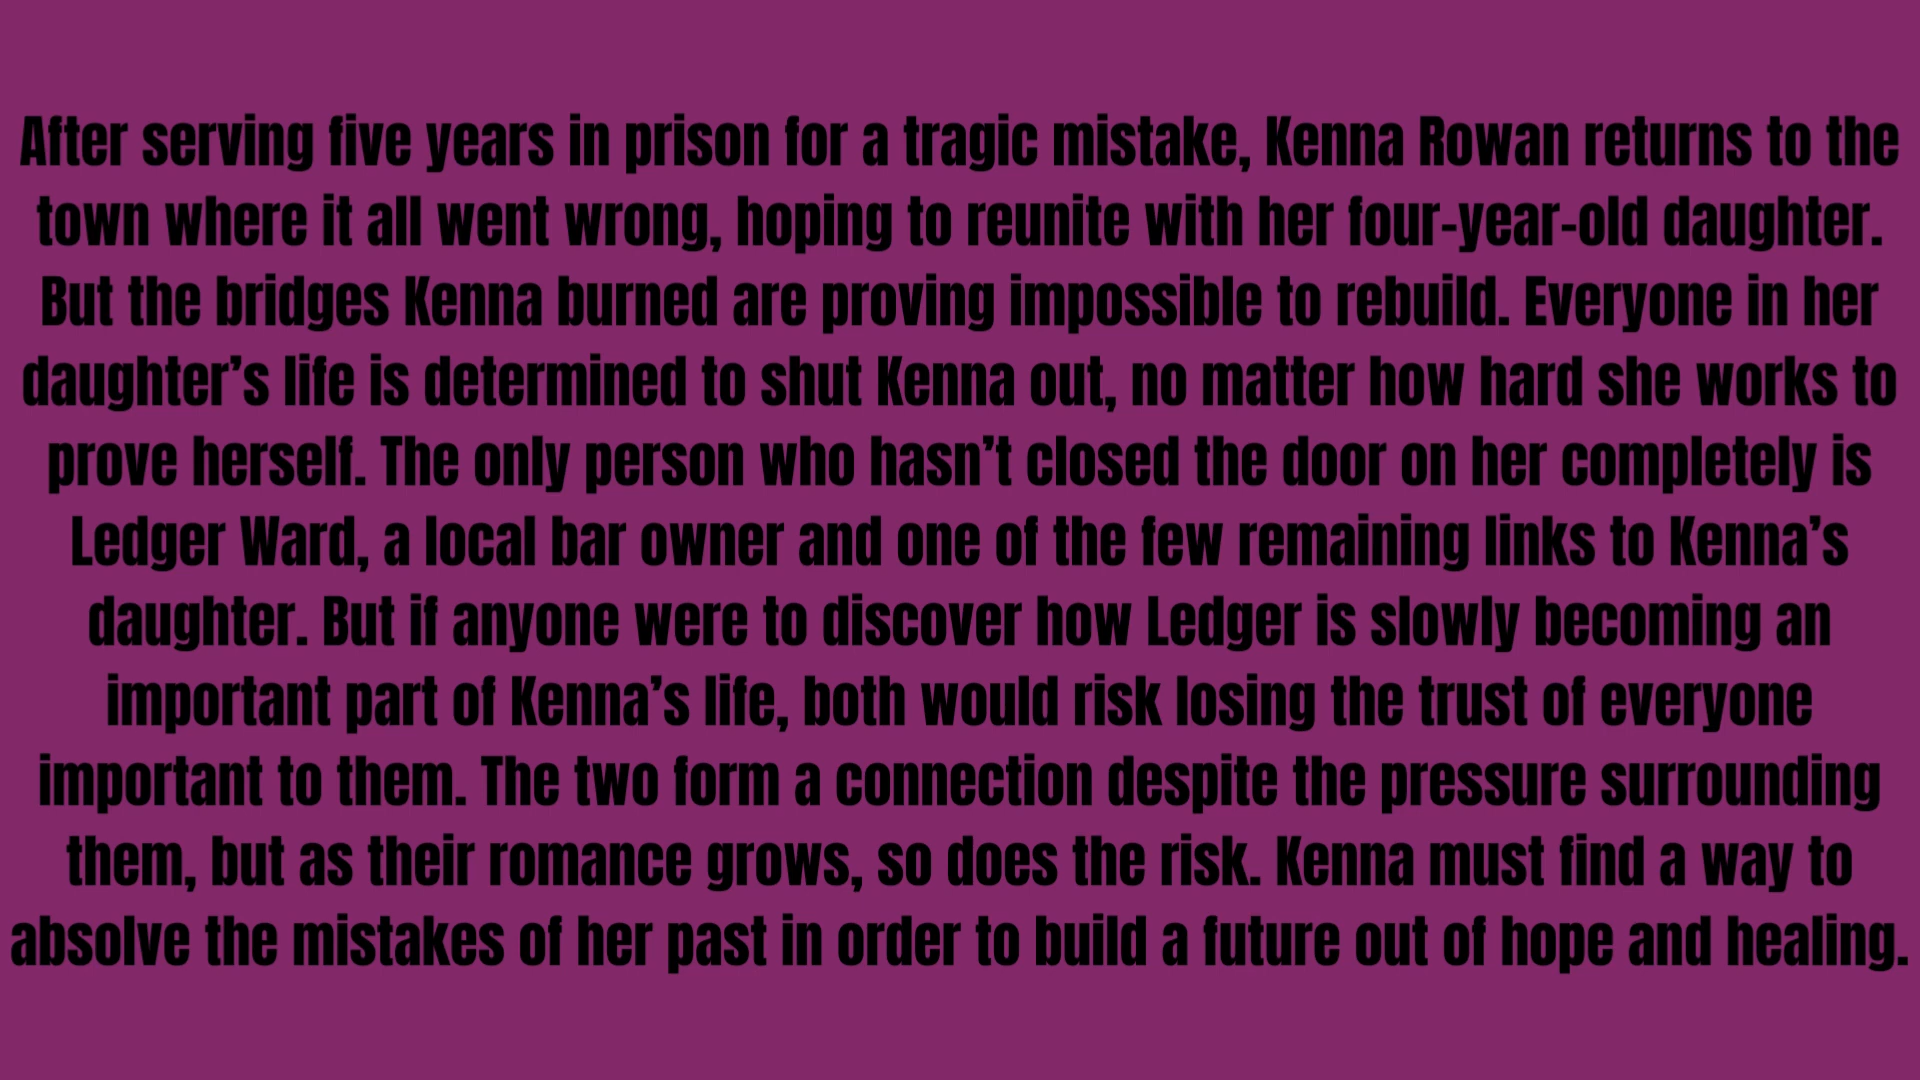 After serving five years in prison for a tragic mistake, Kenna Rowan returns to the
town where it all went wrong, hoping to reunite with her four-year-old daughter.
But the bridges Kenna burned are proving impossible to rebuild. Everyone in her
daughter’s life is determined to shut Kenna out, no matter how hard she works to
prove herself. The only person who hasn’t closed the door on her completely is
Ledger Ward, a local bar owner and one of the few remaining links to Kenna’s
daughter. But if anyone were to discover how Ledger is slowly becoming an
important part of Kenna’s life, both would risk losing the trust of everyone
important to them. The two form a connection despite the pressure surrounding
them, but as their romance grows, so does the risk. Kenna must find a way to
absolve the mistakes of her past in order to build a future out of hope and healing.